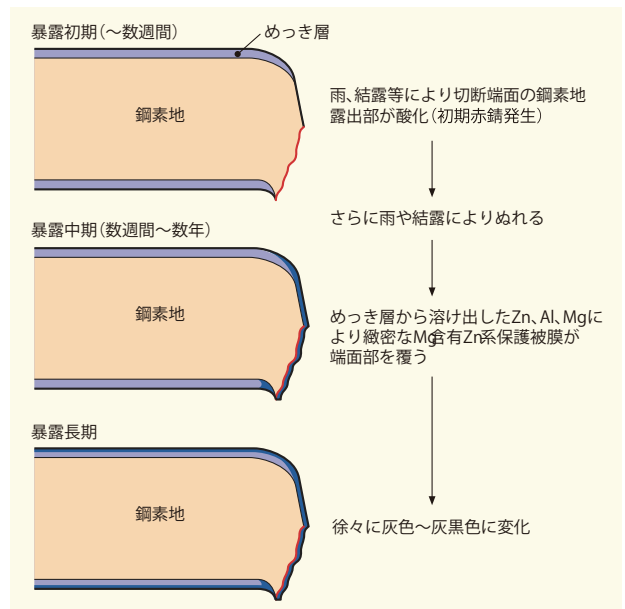 暴露初期（～数週間）
めっき層
鋼素地
雨、結露等により切断端面の鋼素地
露出部が酸化（初期赤錆発生）
さらに雨や結露によりぬれる
暴露中期（数週間～数年）
鋼素地
めっき層から溶け出したZn、Al、Mgに
より緻密なMg含有Zn系保護被膜が
端面部を覆う
暴露長期
鋼素地
徐々に灰色～灰黒色に変化